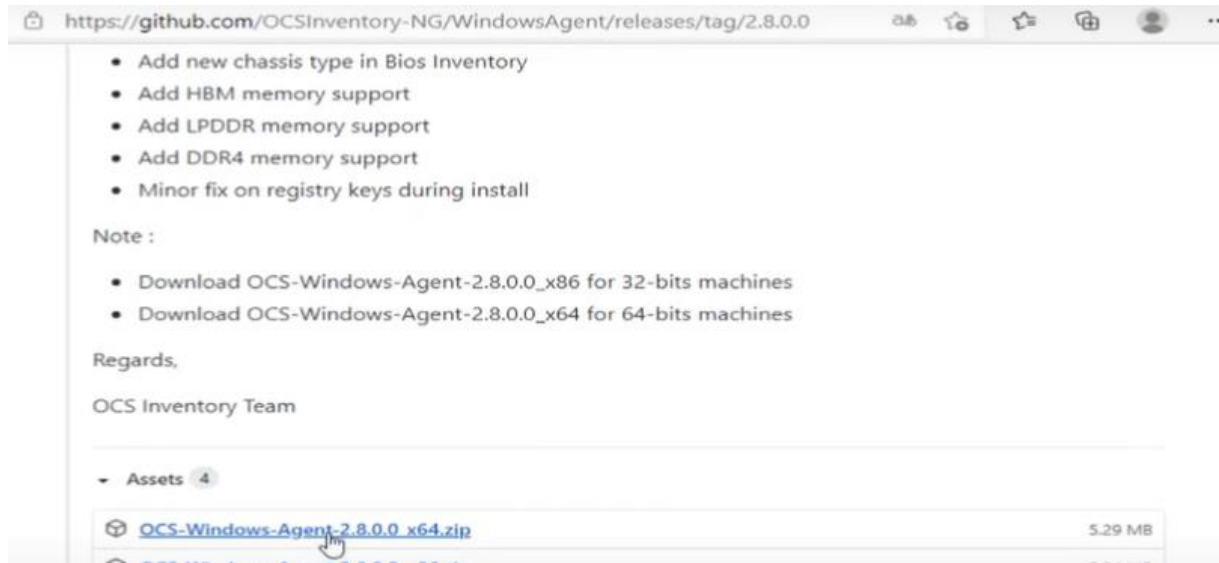 https://github.com/OCSInventory-NG/WindowsAgent/releases/tag/2.8.0.0
• Add new chassis type in Bios Inventory
• Add HBM memory support
• Add LPDDR memory support
• Add DDR4 memory support
• Minor fix on registry keys during install
Note :
• Download OCS-Windows-Agent-2.8.0.0_x86 for 32-bits machines
• Download OCS-Windows-Agent-2.8.0.0_x64 for 64-bits machines
Regards,
OCS Inventory Team
Assets 4
OCS-Windows-Agent-2.8.0.0_x64.zip 5.29 MB